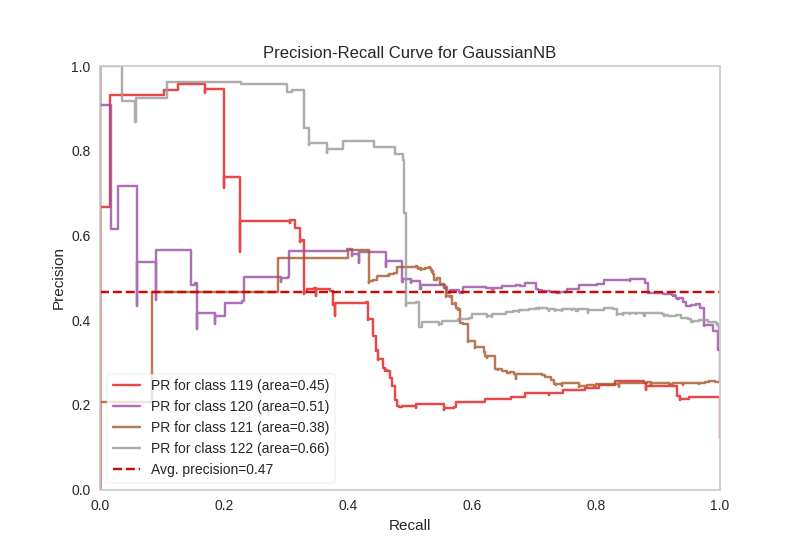 Precision-Recall Curve for GaussianNB
1.0
0.8
0.6
0.4
0.2
0.0
Precision
PR for class 119 (area=0.45)
PR for class 120 (area=0.51)
PR for class 121 (area=0.38)
PR for class 122 (area=0.66)
Avg. precision=0.47
0.0 0.2 0.4 0.6 0.8 1.0
Recall